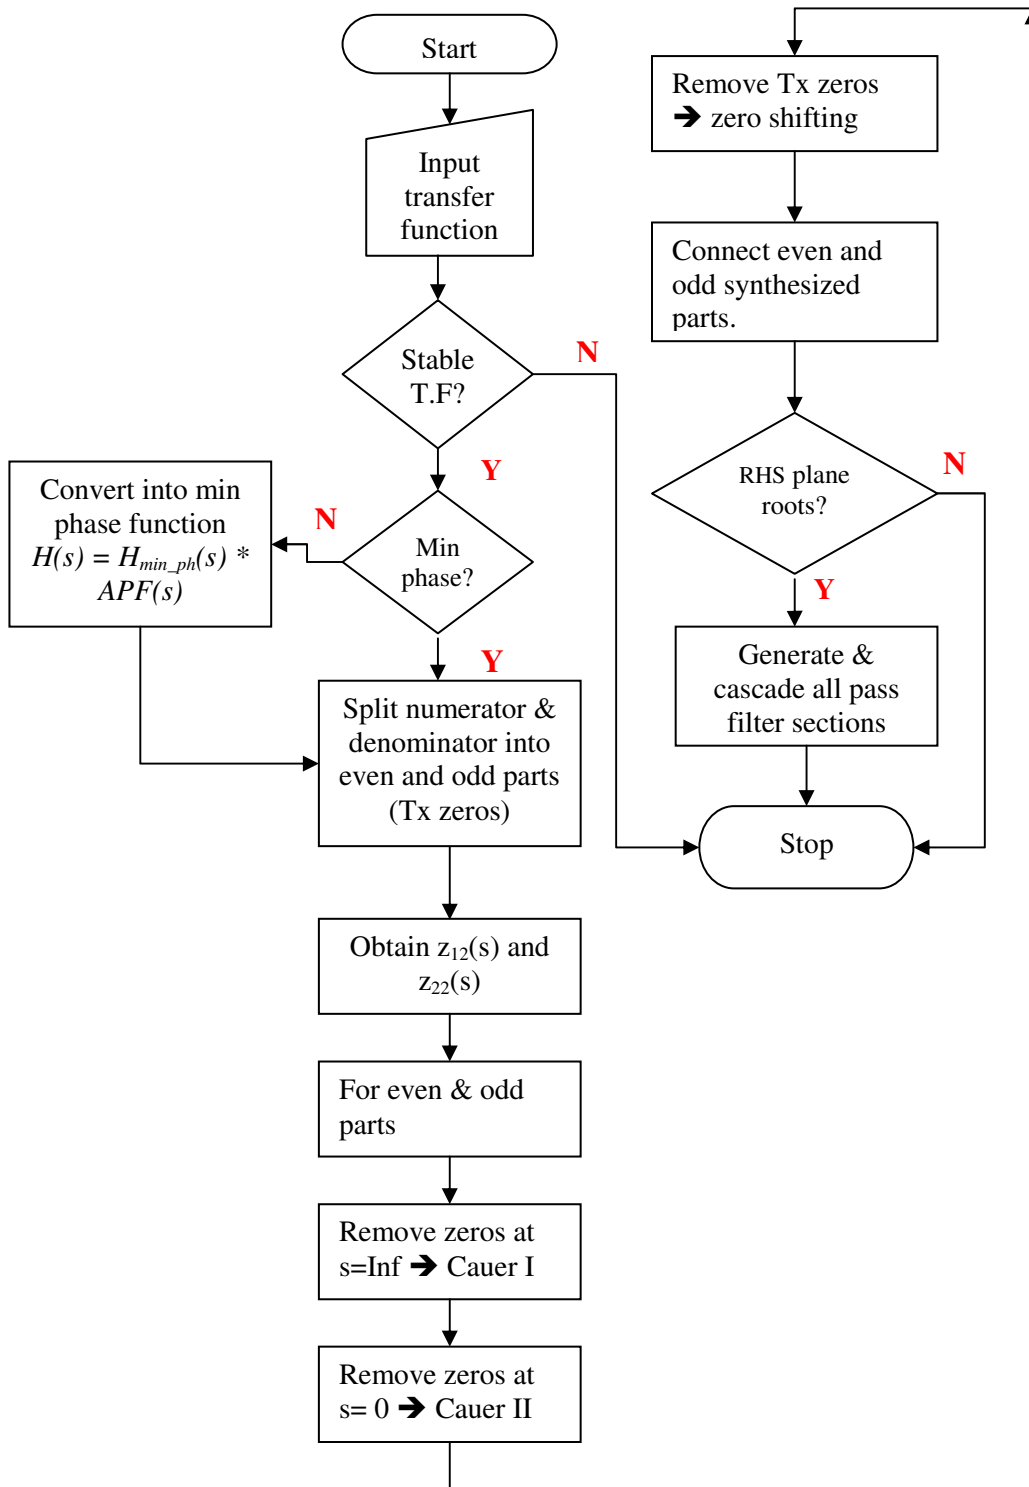 Start
Input
transfer
function
Stable
T.F?
N
Y
Min
phase?
N
Convert into min
phase function
H(s) = Hmin_ph(s) *
APF(s)
Y
Split numerator &
denominator into
even and odd parts
(Tx zeros)
Obtain z12(s) and
z22(s)
For even & odd
parts
Remove zeros at
s=Inf ➔ Cauer I
Remove zeros at
s= 0 ➔ Cauer II
Remove Tx zeros
➔ zero shifting
Connect even and
odd synthesized
parts.
RHS plane
roots?
N
Y
Generate &
cascade all pass
filter sections
Stop